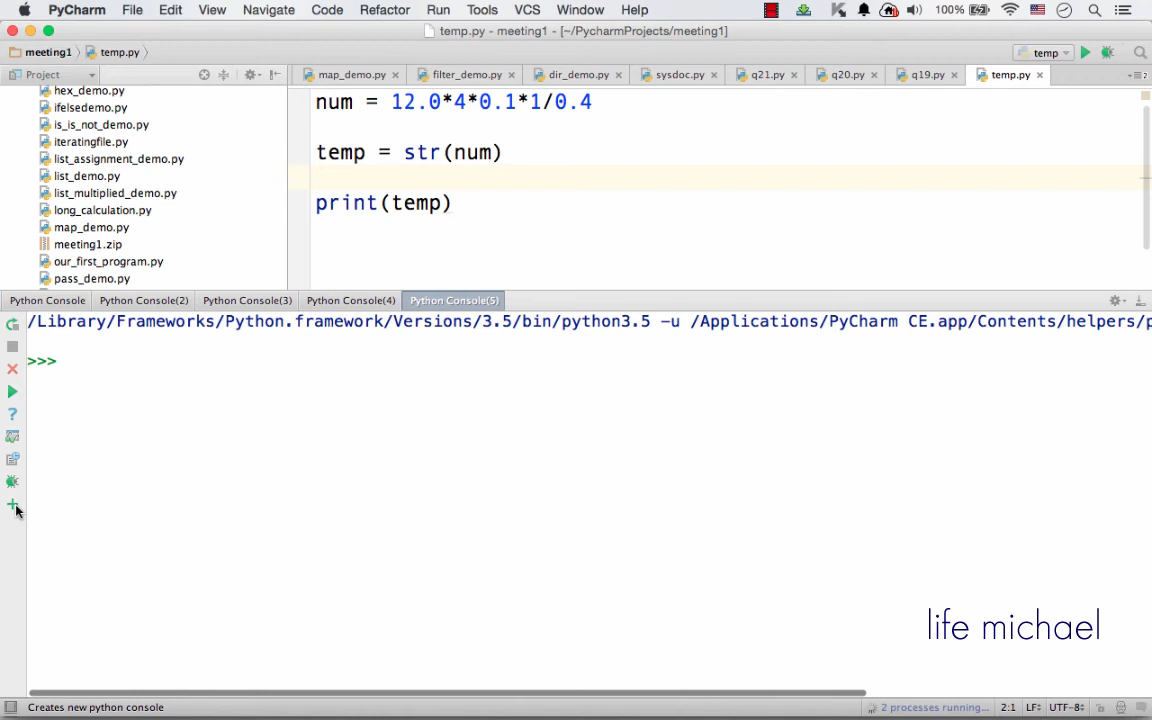 PyCharm File Edit View Navigate Code Refactor Run Tools VCS Window Help 100%
temp.py - meeting1 - [~/PycharmProjects/meeting1]
meeting1 temp.py temp
Project map_demo.py filter_demo.py dir_demo.py sysdoc.py q21.py q20.py q19.py temp.py
hex_demo.py
ifelsedemo.py
is_is_not_demo.py
iteratingfile.py
list_assignment_demo.py
list_demo.py
list_multiplied_demo.py
long_calculation.py
map_demo.py
meeting1.zip
our_first_program.py
pass_demo.py
num = 12.0*4*0.1*1/0.4
temp = str(num)
print(temp)
Python Console Python Console(2) Python Console(3) Python Console(4) Python Console(5)
/Library/Frameworks/Python.framework/Versions/3.5/bin/python3.5 -u /Applications/PyCharm CE.app/Contents/helpers/p
>>>
life michael
Creates new python console 2 processes running... 2:1 LF UTF-8